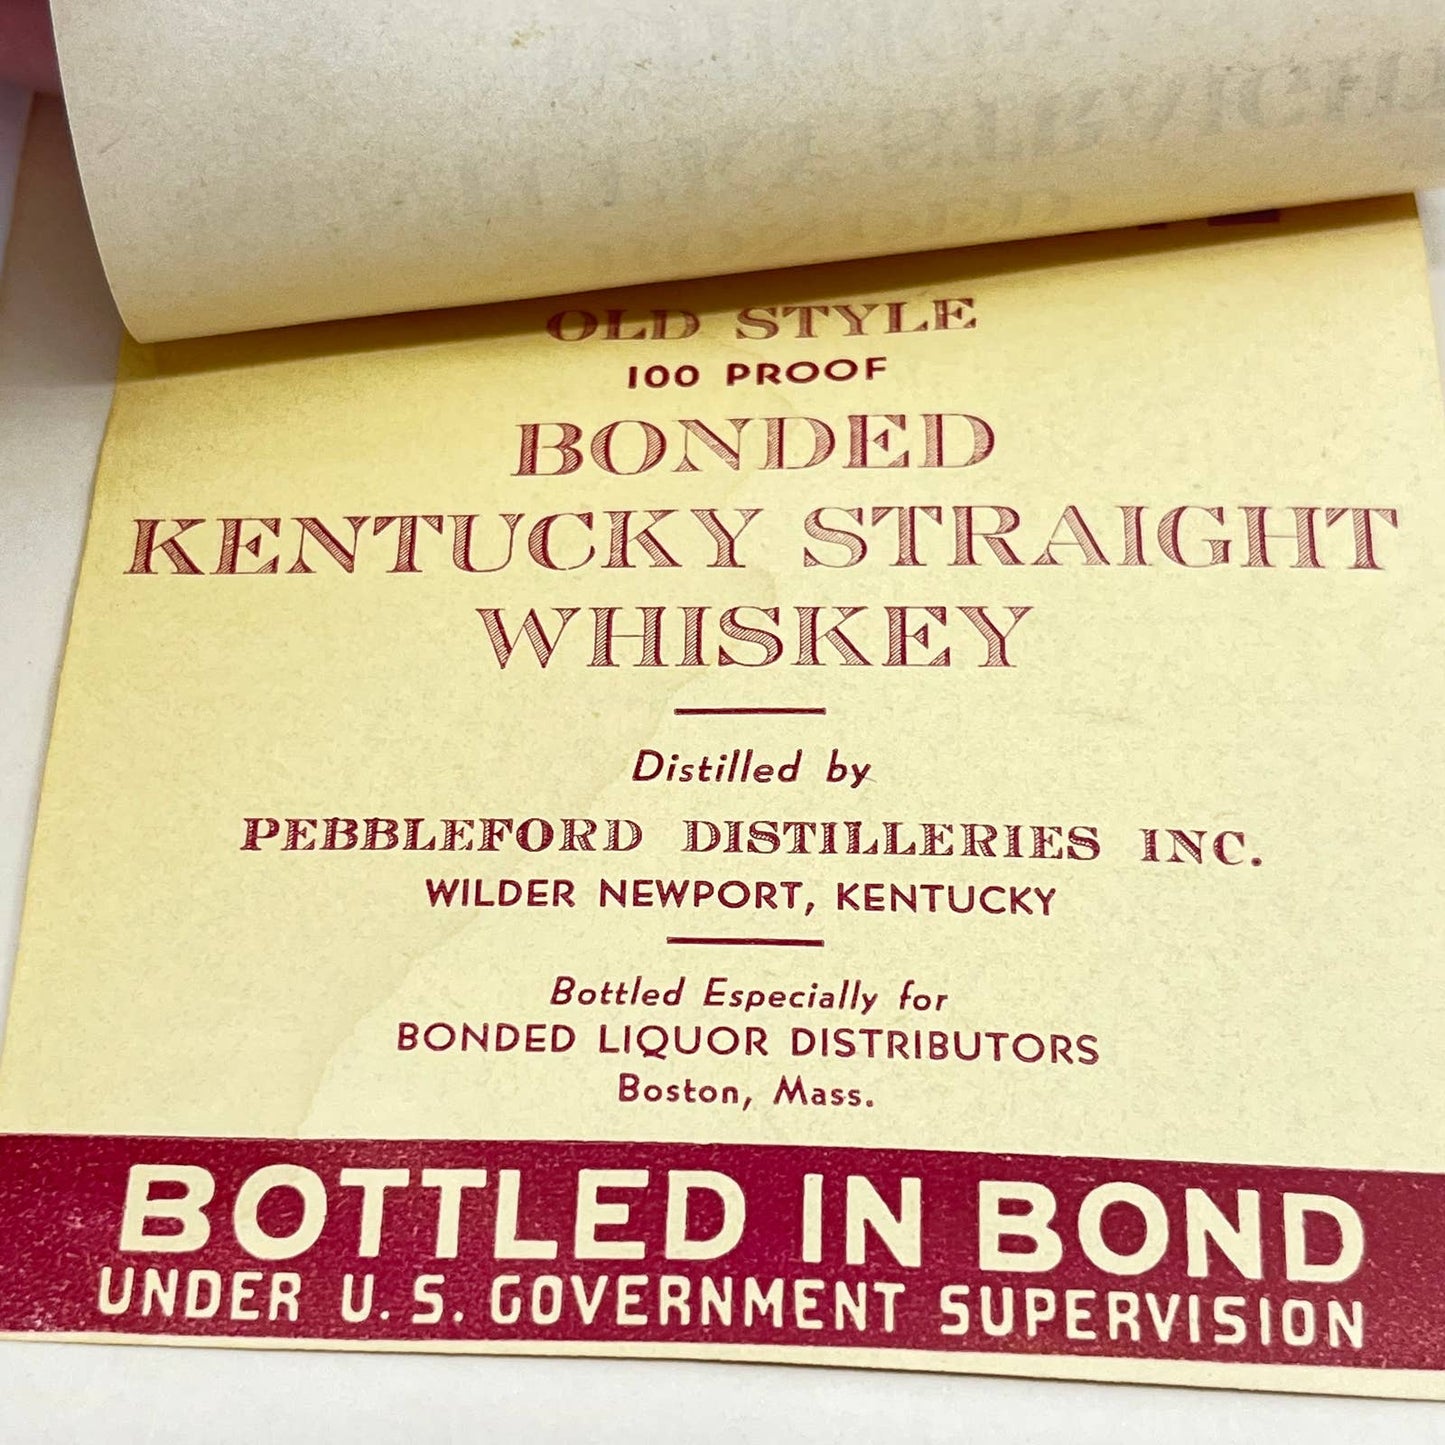 OLD STYLE
100 PROOF
BONDED
KENTUCKY STRAIGHT
WHISKEY
Distilled by
PEBBLEFORD DISTILLERIES INC.
WILDER NEWPORT, KENTUCKY
Bottled Especially for
BONDED LIQUOR DISTRIBUTORS
Boston, Mass.
BOTTLED IN BOND
UNDER U. S. GOVERNMENT SUPERVISION